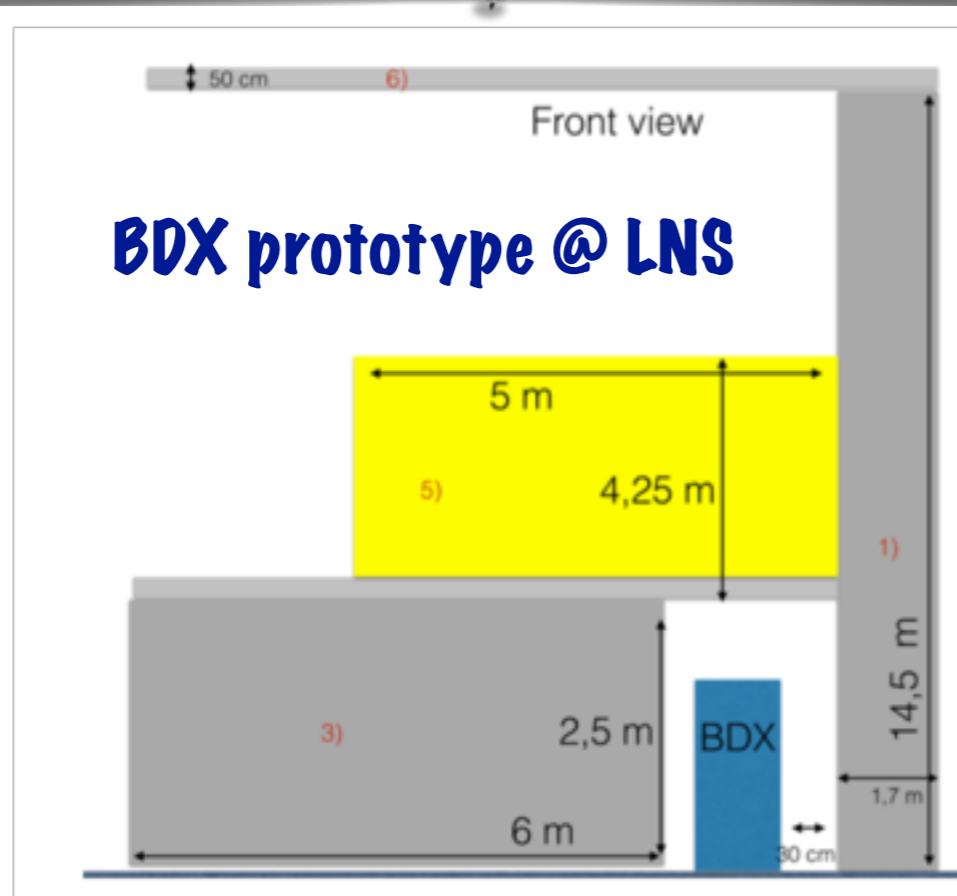 50 cm 6)
Front view
BDX prototype @ LNS
5 m
5) 4,25 m
1)
14,5 m
3) 2,5 m BDX
1,7 m
6 m
30 cm